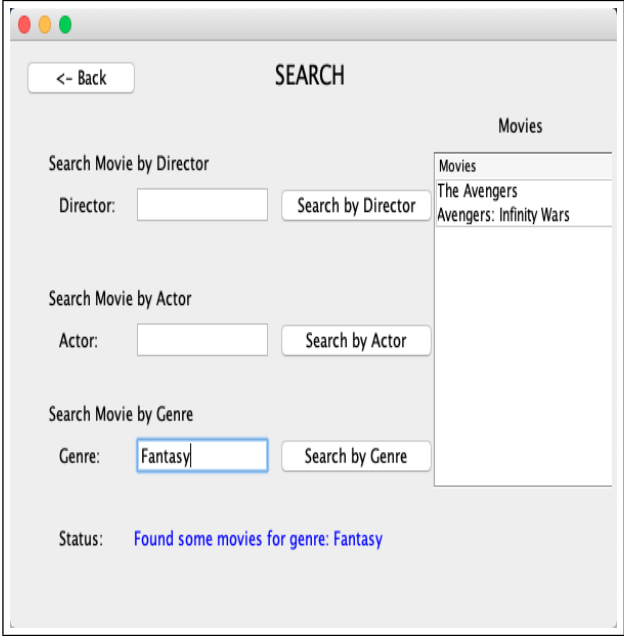 <- Back
SEARCH
Movies
Search Movie by Director
Movies
Director:
Search by Director
The Avengers
Avengers: Infinity Wars
Search Movie by Actor
Actor:
Search by Actor
Search Movie by Genre
Genre:
Fantasy
Search by Genre
Status:
Found some movies for genre: Fantasy